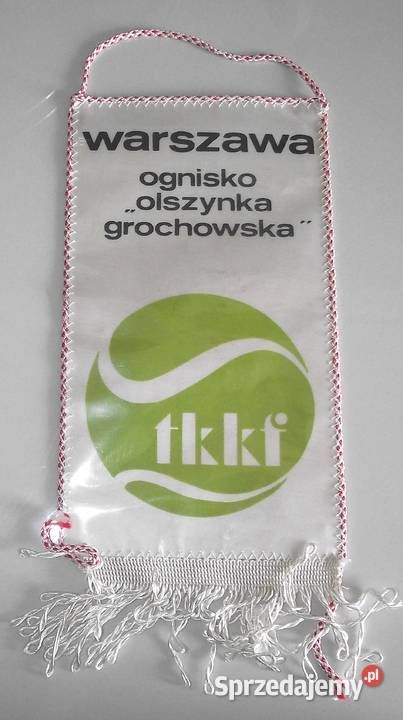 warszawa
ognisko
„olszynka
grochowska”
tkkf
Sprzedajemy.pl